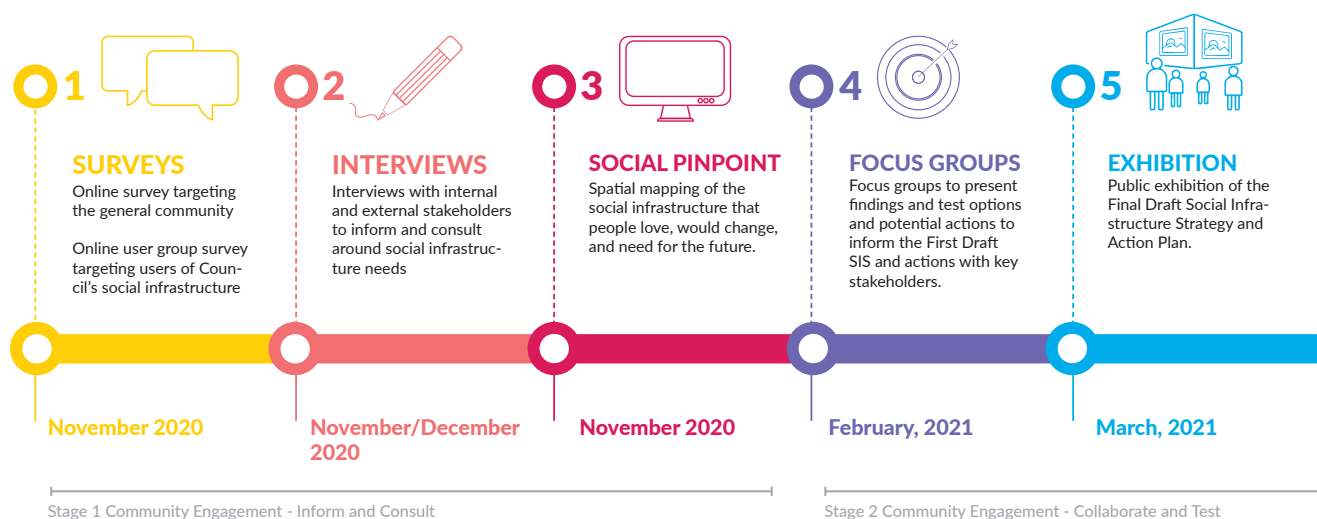 1
SURVEYS
Online survey targeting
the general community
Online user group survey
targeting users of Coun-
cil's social infrastructure
November 2020
2
INTERVIEWS
Interviews with internal
and external stakeholders
to inform and consult
around social infrastruc-
ture needs
November/December
2020
3
SOCIAL PINPOINT
Spatial mapping of the
social infrastructure that
people love, would change,
and need for the future.
November 2020
4
FOCUS GROUPS
Focus groups to present
findings and test options
and potential actions to
inform the First Draft
SIS and actions with key
stakeholders.
February, 2021
5
EXHIBITION
Public exhibition of the
Final Draft Social Infra-
structure Strategy and
Action Plan.
March, 2021
Stage 1 Community Engagement - Inform and Consult
Stage 2 Community Engagement - Collaborate and Test